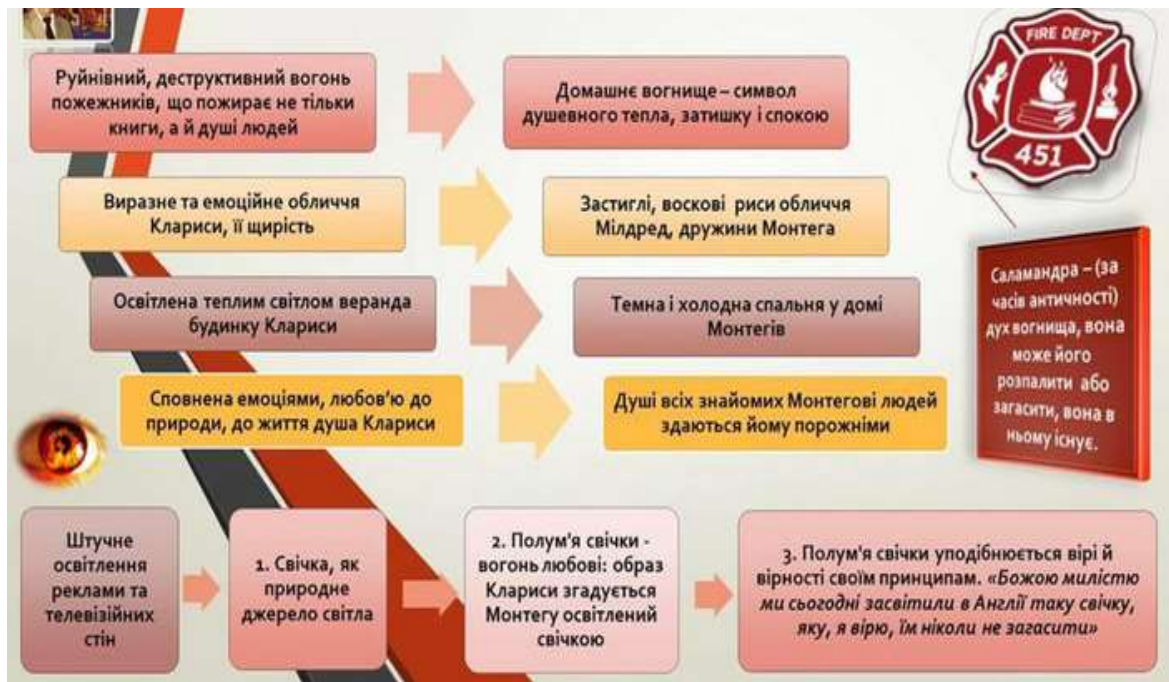 Руйнівний, деструктивний вогонь
пожежників, що пожирає не тільки
книги, а й душі людей
Домашнє вогнище – символ
душевного тепла, затишку і спокою
FIRE DEPT
451
Виразне та емоційне обличчя
Клариси, її щирість
Застиглі, воскові риси обличчя
Мілдред, дружини Монтега
Освітлена теплим світлом веранда
будинку Клариси
Темна і холодна спальня у домі
Монтегів
Саламандра – (за
часів античності)
дух вогнища, вона
може його
розпалити або
загасити, вона в
ньому існує.
Сповнена емоціями, любов'ю до
природи, до життя душа Клариси
Душі всіх знайомих Монтегові людей
здаються йому порожніми
Штучне
освітлення
реклами та
телевізійних
стін
1. Свічка, як
природне
джерело світла
2. Полум'я свічки -
вогонь любові: образ
Клариси згадується
Монтегу освітлений
свічкою
3. Полум'я свічки уподібнюється вірі й
вірності своїм принципам. «Божою милістю
ми сьогодні засвітили в Англії таку свічку,
яку, я вірю, їм ніколи не загасити»